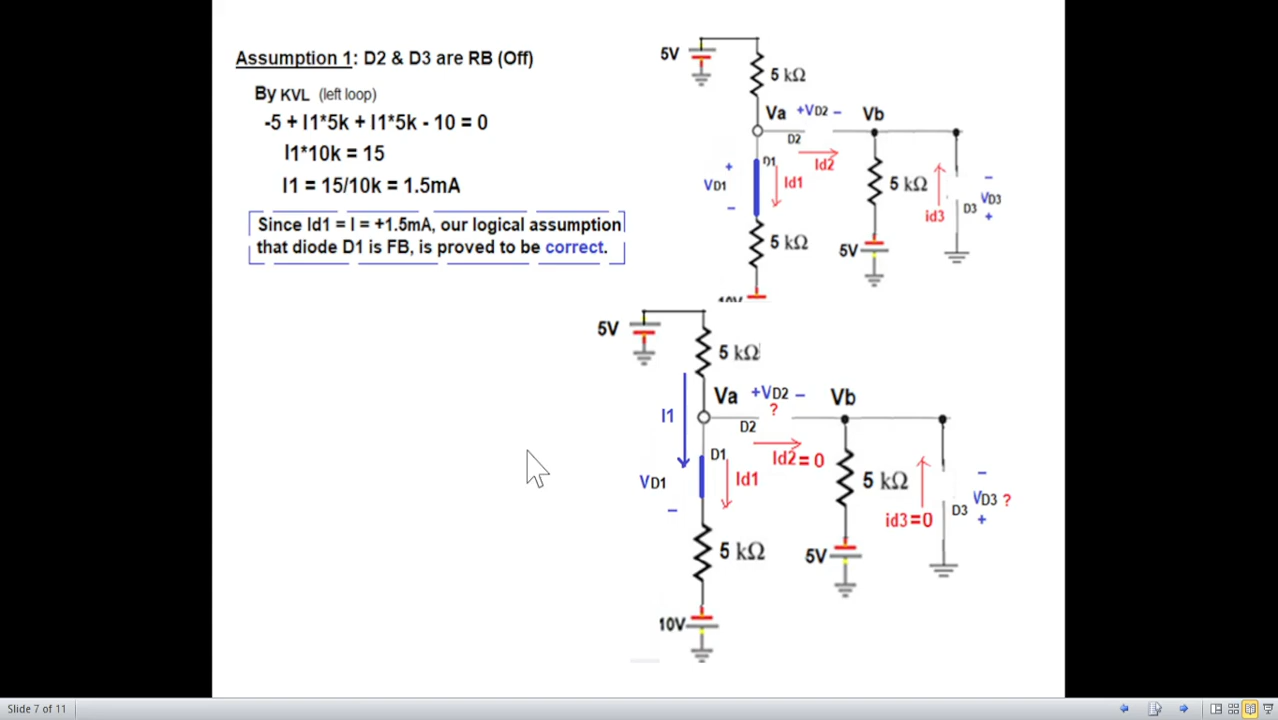 Assumption 1: D2 & D3 are RB (Off)
By KVL (left loop)
-5 + I1*5k + I1*5k - 10 = 0
I1*10k = 15
I1 = 15/10k = 1.5mA
Since Id1 = I = +1.5mA, our logical assumption
that diode D1 is FB, is proved to be correct.
5V
5 kΩ
Va +VD2 – Vb
D2
Id2
+
D1
VD1
Id1
–
5 kΩ
id3
D3
–
VD3
+
5 kΩ
5V
5V
5 kΩ
Va +VD2 – Vb
?
I1
D2
Id2=0
D1
VD1
Id1
–
5 kΩ
id3=0
D3
–
VD3 ?
+
5 kΩ
5V
10V
Slide 7 of 11